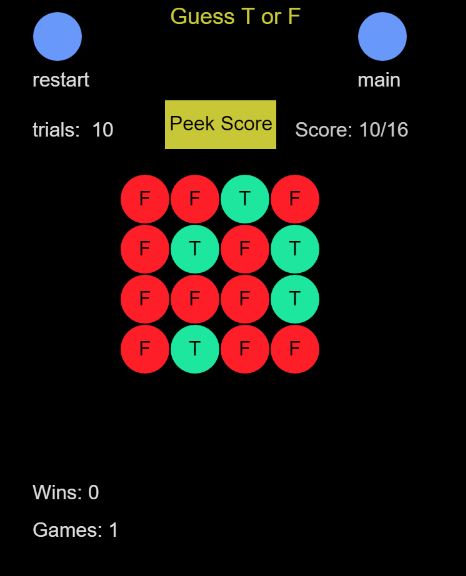 Guess T or F
restart main
trials: 10 Peek Score Score: 10/16
F F T F
F T F T
F F F T
F T F F
Wins: 0
Games: 1